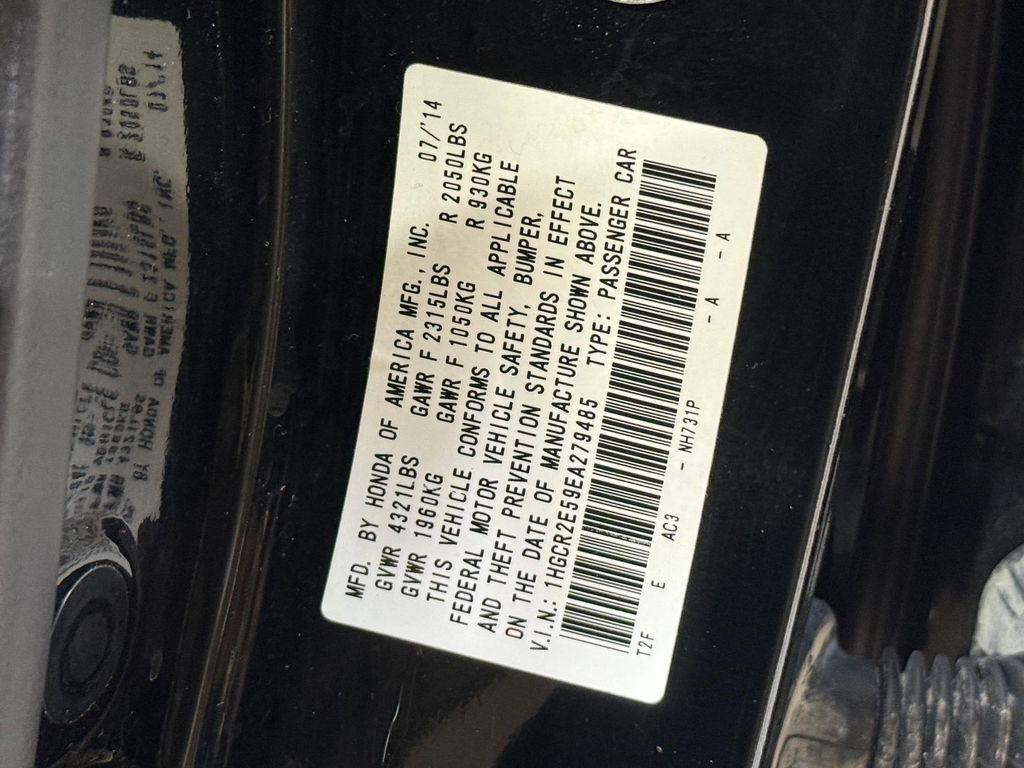 MFD. BY HONDA OF AMERICA MFG., INC. 07/'14
GVWR 4321LBS GAWR F 2315LBS R 2050LBS
GVWR 1960KG GAWR F 1050KG R 930KG
THIS VEHICLE CONFORMS TO ALL APPLICABLE
FEDERAL MOTOR VEHICLE SAFETY, BUMPER,
AND THEFT PREVENTION STANDARDS IN EFFECT
ON THE DATE OF MANUFACTURE SHOWN ABOVE.
V.I.N.: 1HGCR2E59EA279485 TYPE: PASSENGER CAR
T2F E AC3 - NH731P - A - A